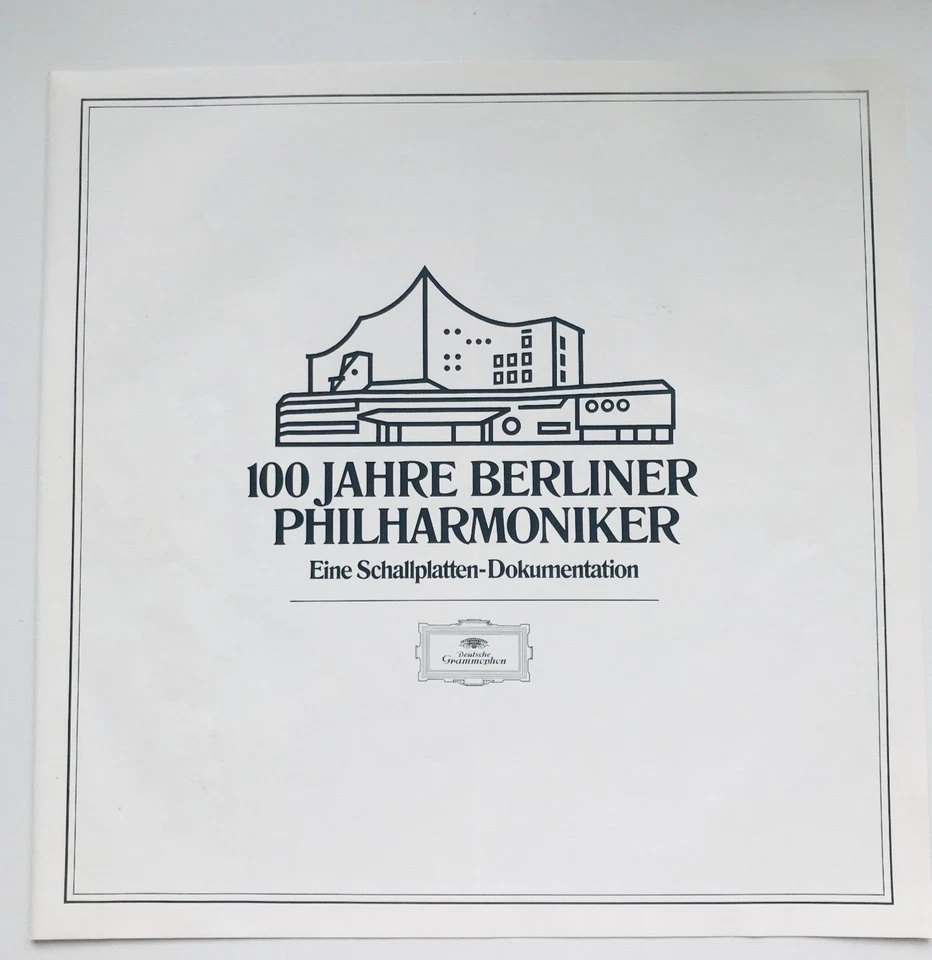 100 JAHRE BERLINER
PHILHARMONIKER
Eine Schallplatten-Dokumentation
Deutsche
Grammophon